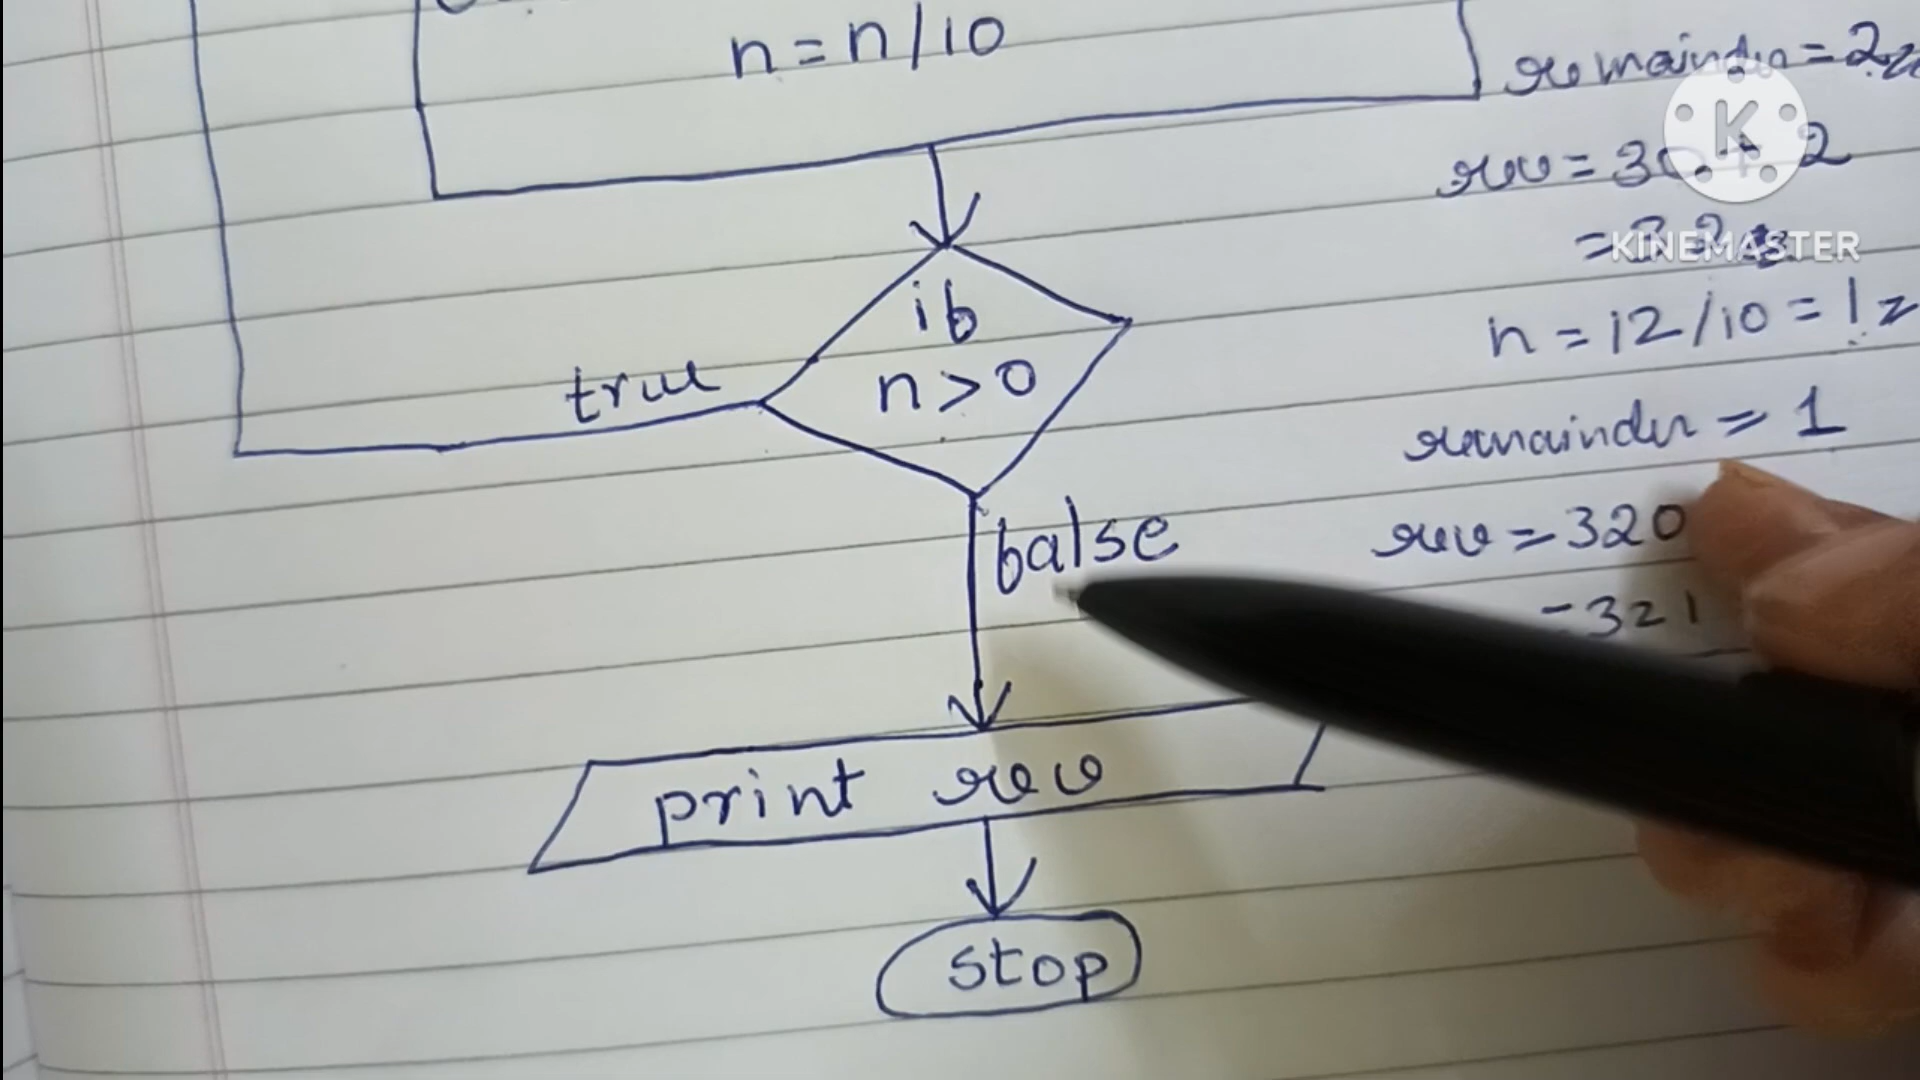 n=n/10
if
n>0
true
false
print rev
stop
remainder=2
rev=30+2
=32
n=12/10=1
remainder=1
rev=320
=321
KINEMASTER